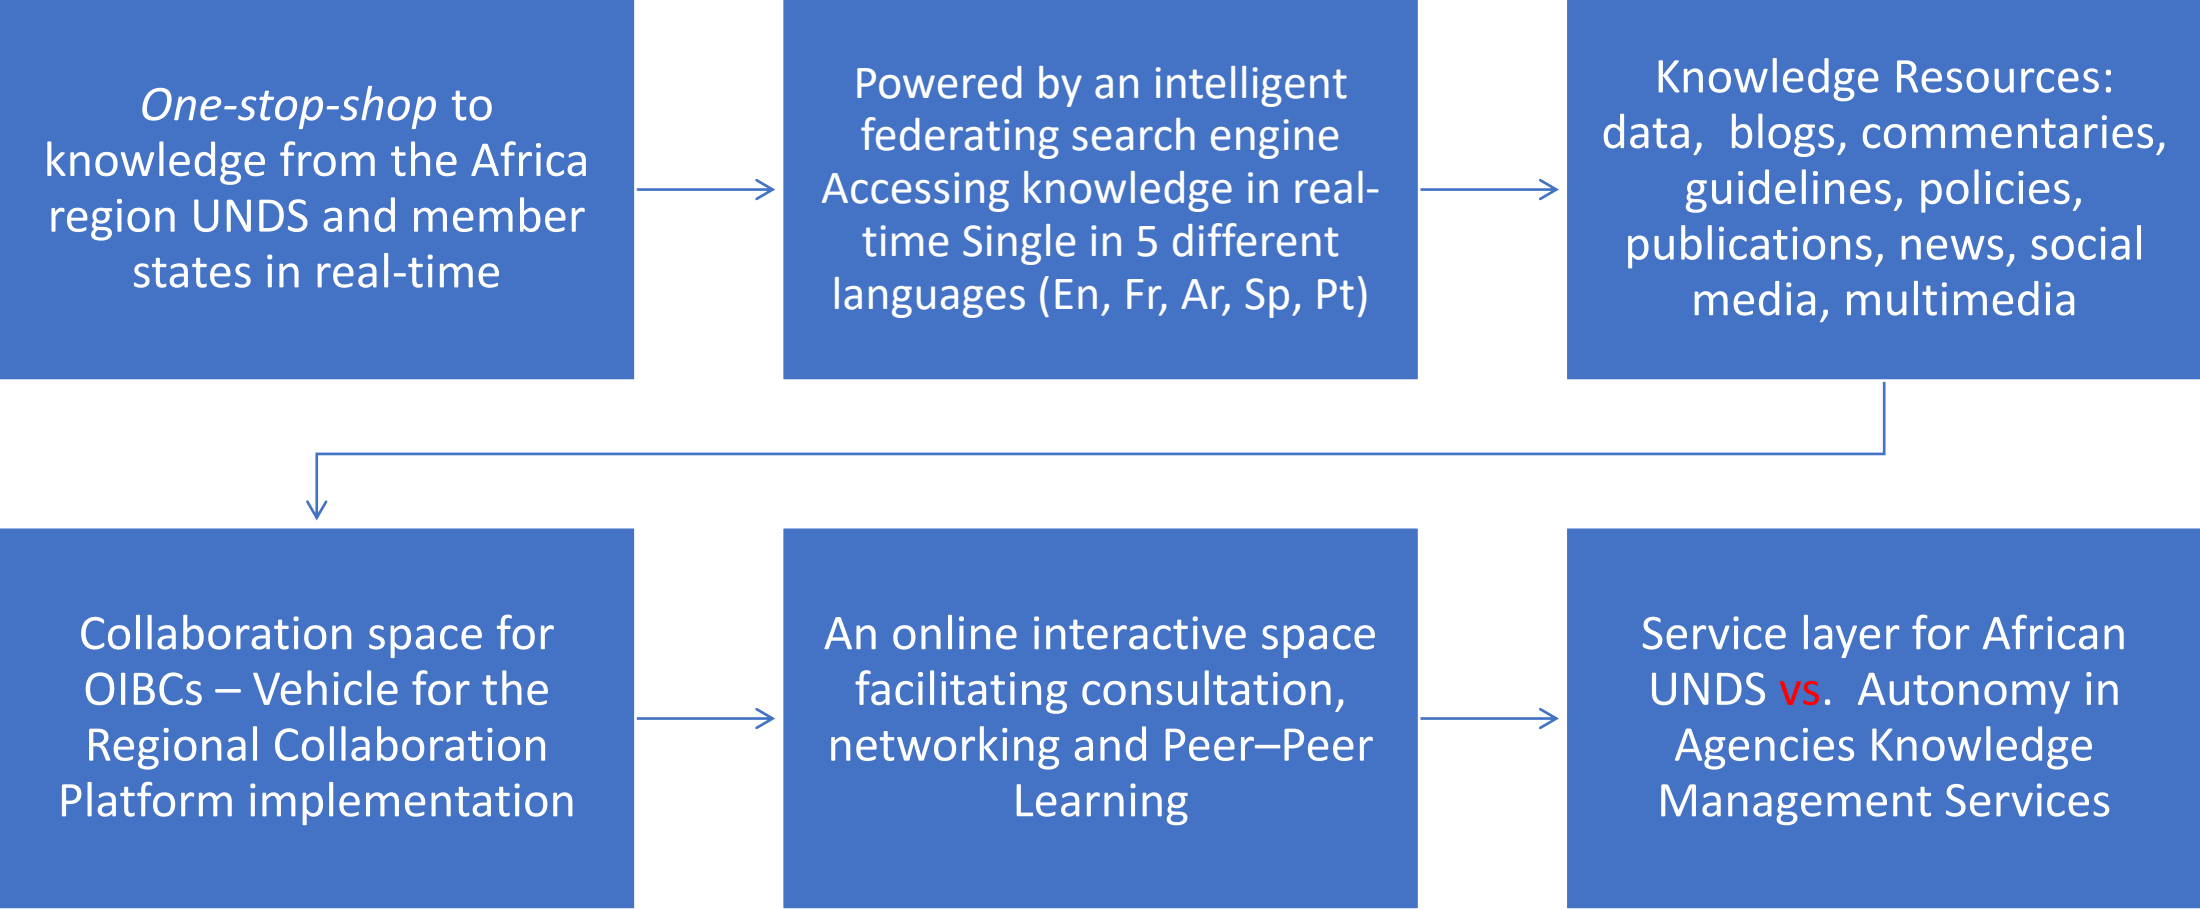 One-stop-shop to
knowledge from the Africa
region UNDS and member
states in real-time
Powered by an intelligent
federating search engine
Accessing knowledge in real-
time Single in 5 different
languages (En, Fr, Ar, Sp, Pt)
Knowledge Resources:
data,  blogs, commentaries,
guidelines, policies,
publications, news, social
media, multimedia
Collaboration space for
OIBCs – Vehicle for the
Regional Collaboration
Platform implementation
An online interactive space
facilitating consultation,
networking and Peer–Peer
Learning
Service layer for African
UNDS vs.  Autonomy in
Agencies Knowledge
Management Services